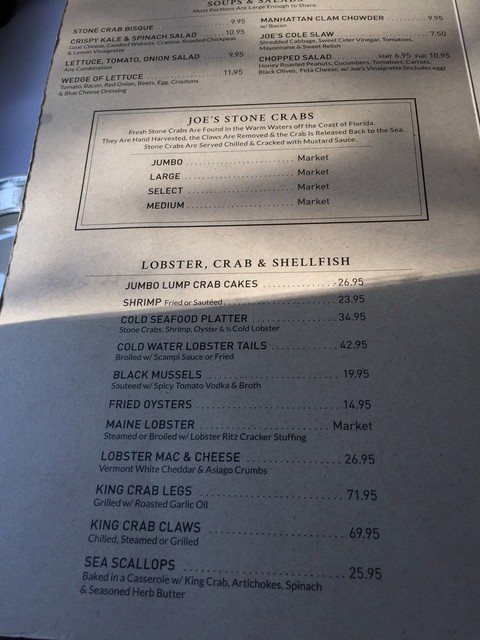 SOUPS & SALADS
Most Portions are Large Enough to Share.
STONE CRAB BISQUE 9.95
CRISPY KALE & SPINACH SALAD 10.95
Goat Cheese, Candied Walnuts, Craisins, Roasted Chickpeas
& Lemon Vinaigrette
LETTUCE, TOMATO, ONION SALAD 9.95
Any Combination
WEDGE OF LETTUCE 11.95
Tomato, Bacon, Red Onion, Beets, Egg, Croutons
& Blue Cheese Dressing
MANHATTAN CLAM CHOWDER 9.95
w/ Bacon
JOE'S COLE SLAW 7.50
Shredded Cabbage, Sweet Cider Vinegar, Tomatoes,
Mayonnaise & Sweet Relish
CHOPPED SALAD Half 6.95 Full 10.95
Honey Roasted Peanuts, Cucumbers, Tomatoes, Carrots,
Black Olives, Feta Cheese, w/ Joe's Vinaigrette (includes egg)
JOE'S STONE CRABS
Fresh Stone Crabs Are Found in the Warm Waters off the Coast of Florida.
They Are Hand Harvested, the Claws Are Removed & the Crab Is Released Back to the Sea.
Stone Crabs Are Served Chilled & Cracked with Mustard Sauce.
JUMBO Market
LARGE Market
SELECT Market
MEDIUM Market
LOBSTER, CRAB & SHELLFISH
JUMBO LUMP CRAB CAKES 26.95
SHRIMP Fried or Sautéed 23.95
COLD SEAFOOD PLATTER 34.95
Stone Crabs, Shrimp, Oyster & ½ Cold Lobster
COLD WATER LOBSTER TAILS 42.95
Broiled w/ Scampi Sauce or Fried
BLACK MUSSELS 19.95
Sauteed w/ Spicy Tomato Vodka & Broth
FRIED OYSTERS 14.95
MAINE LOBSTER Market
Steamed or Broiled w/ Lobster Ritz Cracker Stuffing
LOBSTER MAC & CHEESE 26.95
Vermont White Cheddar & Asiago Crumbs
KING CRAB LEGS 71.95
Grilled w/ Roasted Garlic Oil
KING CRAB CLAWS 69.95
Chilled, Steamed or Grilled
SEA SCALLOPS 25.95
Baked in a Casserole w/ King Crab, Artichokes, Spinach
& Seasoned Herb Butter